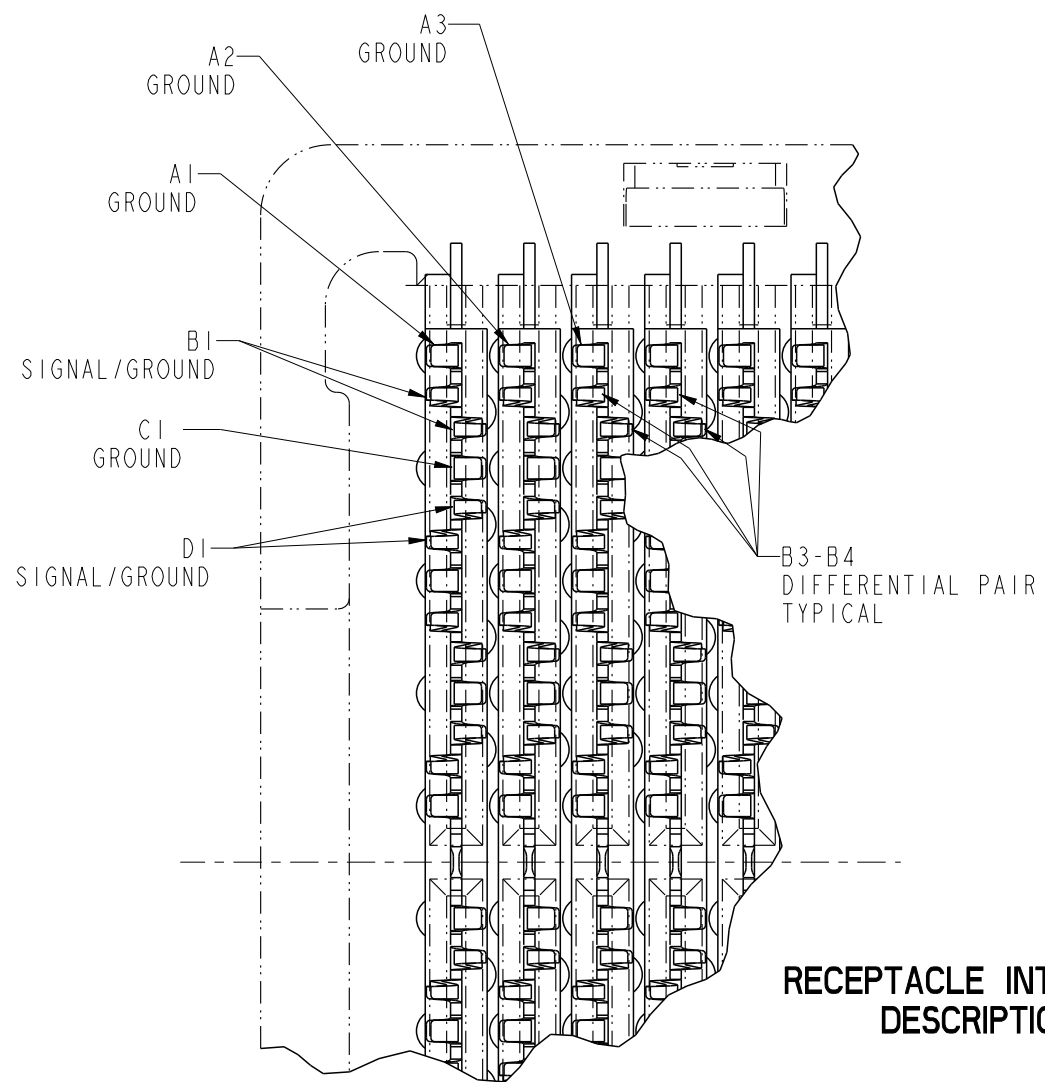 A3
GROUND
A2
GROUND
A1
GROUND
B1
SIGNAL/GROUND
C1
GROUND
D1
SIGNAL/GROUND
B3-B4
DIFFERENTIAL PAIR
TYPICAL
RECEPTACLE INT
DESCRIPTIO